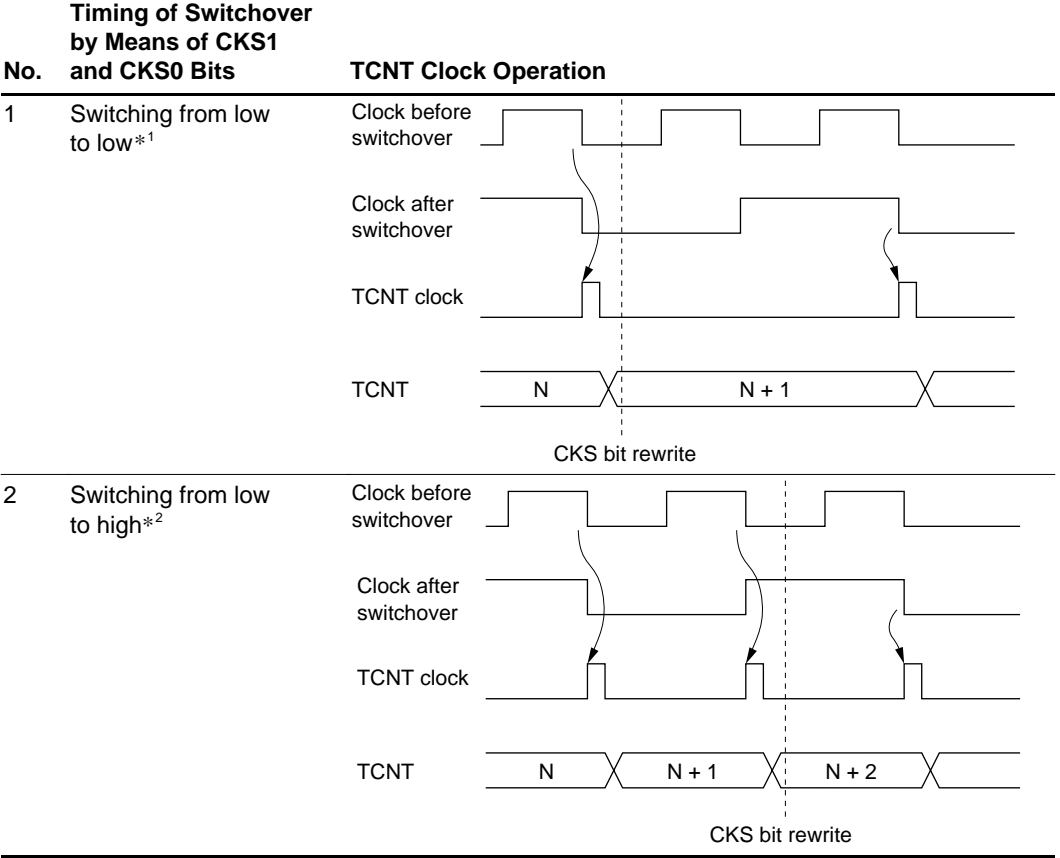 Timing of Switchover
by Means of CKS1
No. and CKS0 Bits TCNT Clock Operation
1 Switching from low
to low*1
Clock before
switchover
Clock after
switchover
TCNT clock
TCNT N N + 1
CKS bit rewrite
2 Switching from low
to high*2
Clock before
switchover
Clock after
switchover
TCNT clock
TCNT N N + 1 N + 2
CKS bit rewrite